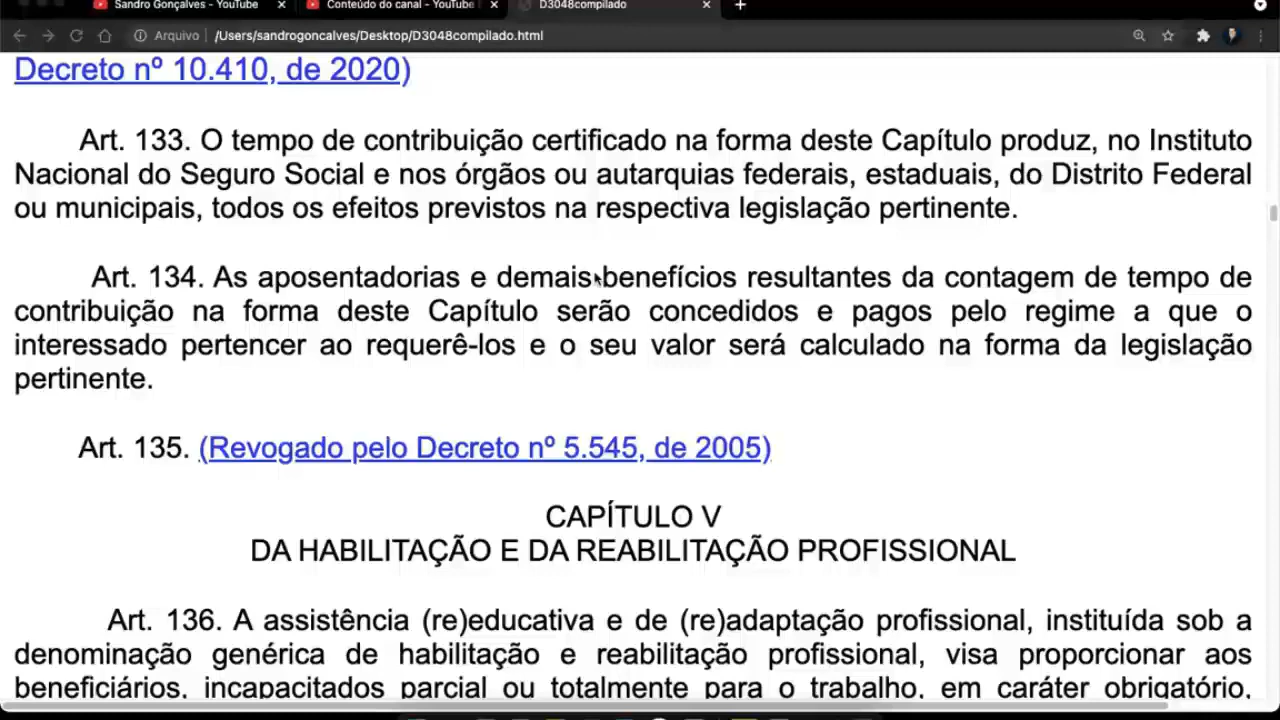 Sandro Gonçalves - YouTube
Conteúdo do canal - YouTube
D3048compilado
Arquivo | /Users/sandrogoncalves/Desktop/D3048compilado.html
Decreto nº 10.410, de 2020)
Art. 133. O tempo de contribuição certificado na forma deste Capítulo produz, no Instituto
Nacional do Seguro Social e nos órgãos ou autarquias federais, estaduais, do Distrito Federal
ou municipais, todos os efeitos previstos na respectiva legislação pertinente.
Art. 134. As aposentadorias e demais benefícios resultantes da contagem de tempo de
contribuição na forma deste Capítulo serão concedidos e pagos pelo regime a que o
interessado pertencer ao requerê-los e o seu valor será calculado na forma da legislação
pertinente.
Art. 135. (Revogado pelo Decreto nº 5.545, de 2005)
CAPÍTULO V
DA HABILITAÇÃO E DA REABILITAÇÃO PROFISSIONAL
Art. 136. A assistência (re)educativa e de (re)adaptação profissional, instituída sob a
denominação genérica de habilitação e reabilitação profissional, visa proporcionar aos
beneficiários, incapacitados parcial ou totalmente para o trabalho, em caráter obrigatório,